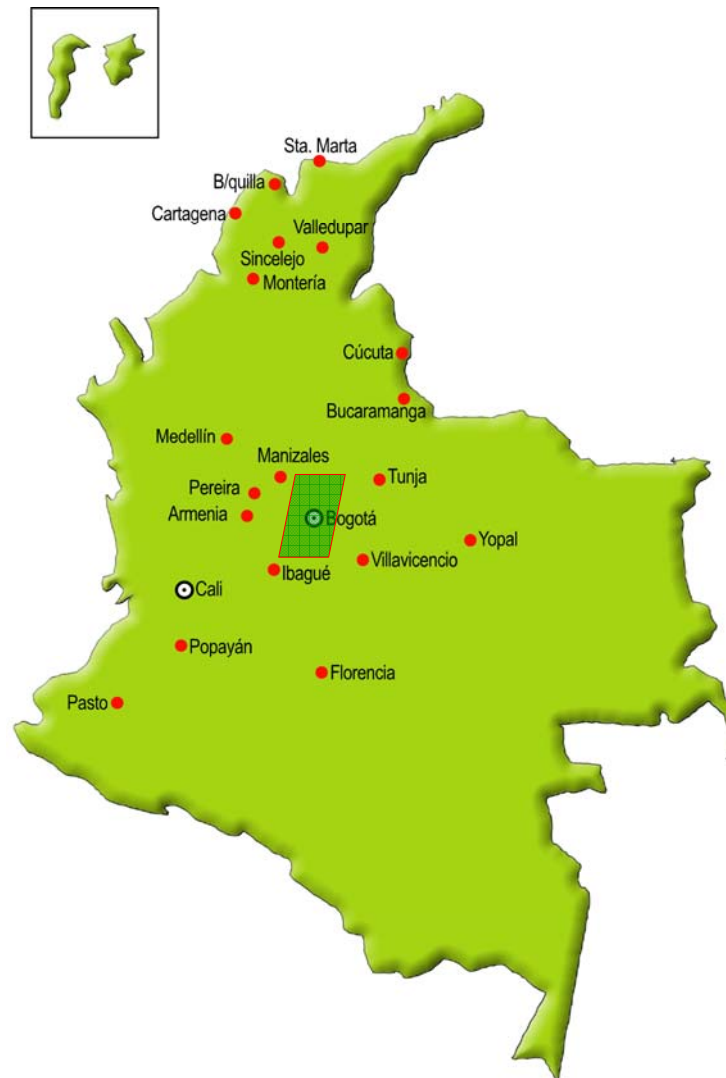 Sta. Marta
B/quilla
Cartagena
Valledupar
Sincelejo
Montería
Cúcuta
Bucaramanga
Medellín
Manizales
Tunja
Pereira
Armenia
Bogotá
Yopal
Villavicencio
Ibagué
Cali
Popayán
Florencia
Pasto